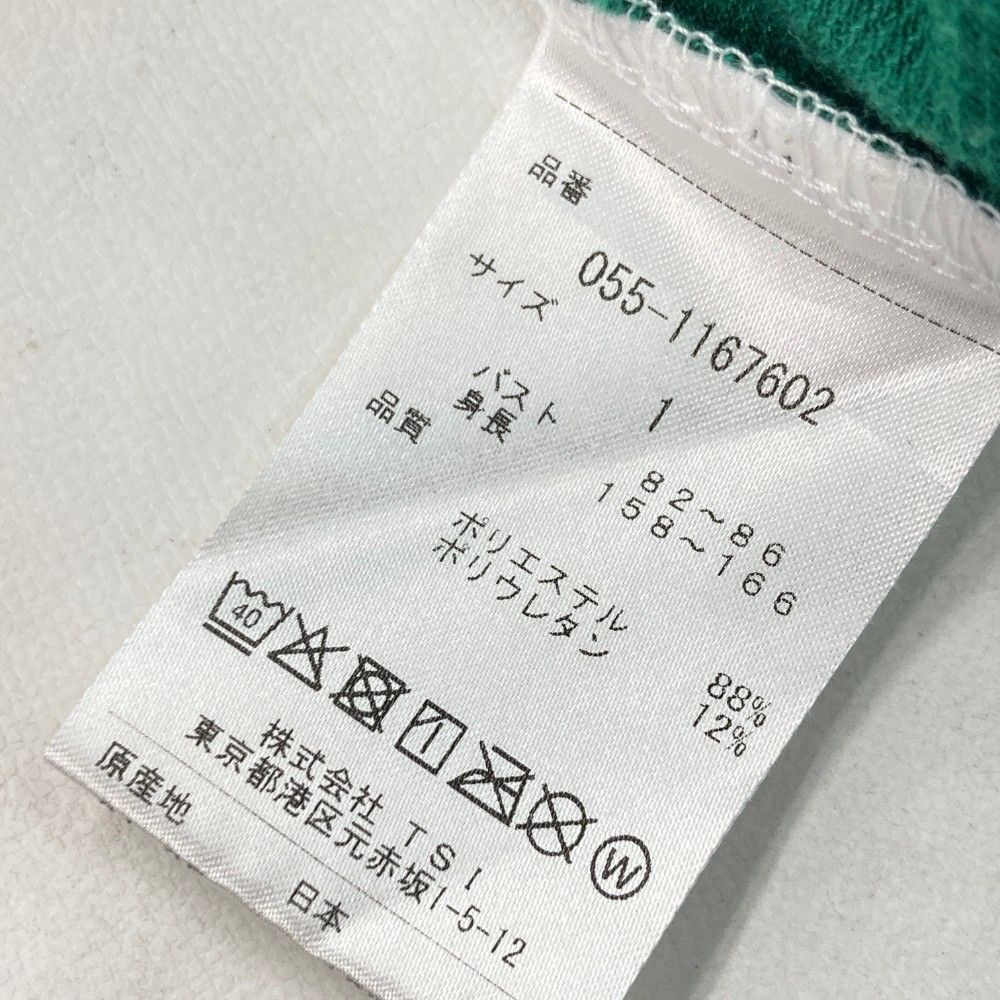 品番
055-1167602
サイズ
1
バスト 82~86
身長 158~166
品質
ポリエステル 88%
ポリウレタン 12%
40
W
株式会社 TSI
東京都港区元赤坂1-5-12
原産地
日本